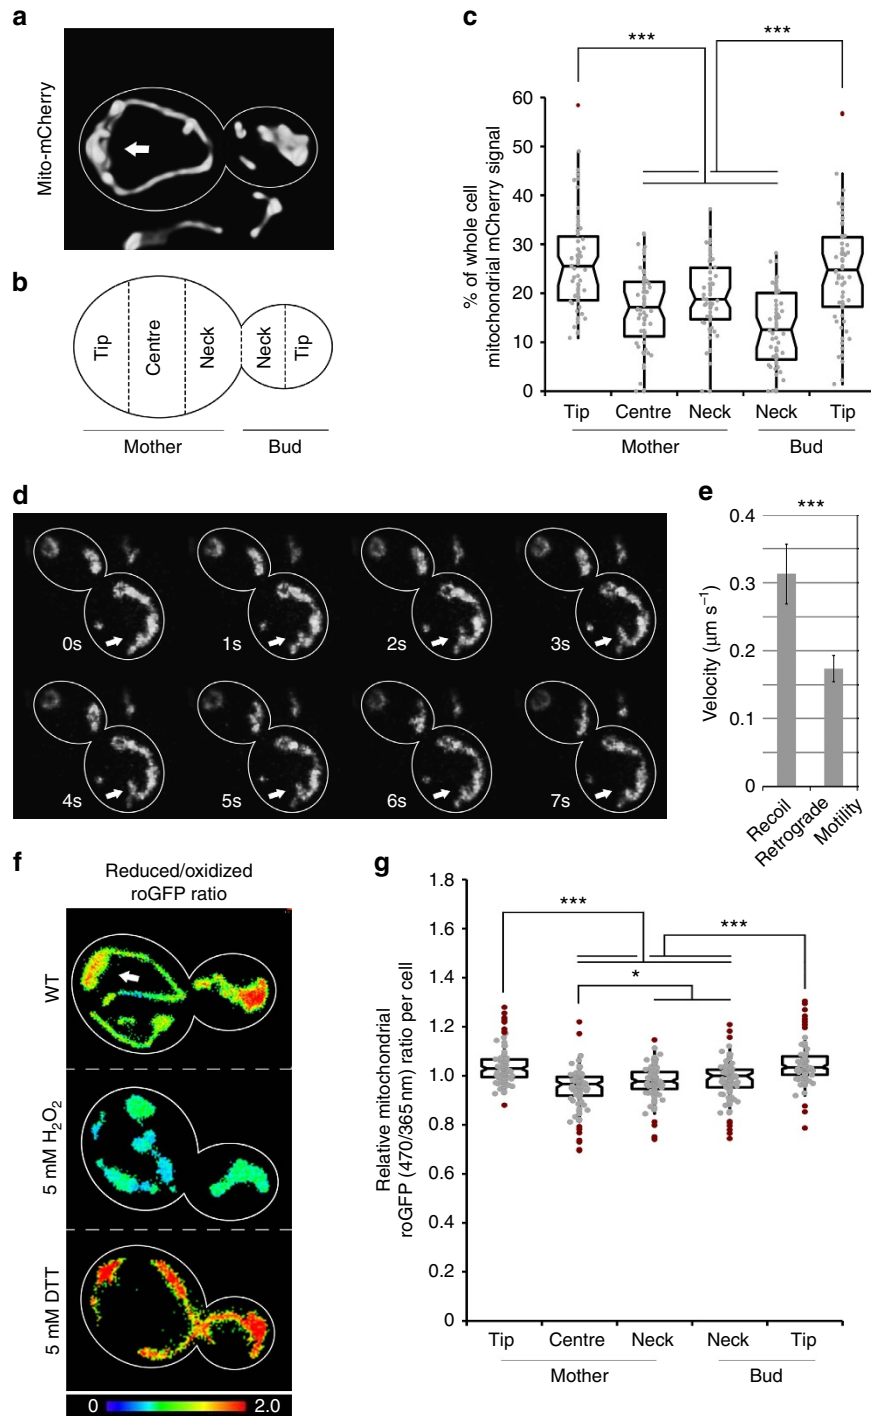 a
Mito-mCherry
b
Tip
Centre
Neck
Neck
Tip
Mother
Bud
c
% of whole cell
mitochondrial mCherry signal
***
***
60
50
40
30
20
10
0
Tip Centre Neck Neck Tip
Mother Bud
d
0s 1s 2s 3s
4s 5s 6s 7s
e
***
Velocity (µm s⁻¹)
0.4
0.3
0.2
0.1
0
Recoil
Retrograde
Motility
f
Reduced/oxidized
roGFP ratio
WT
5 mM H₂O₂
5 mM DTT
0 2.0
g
Relative mitochondrial
roGFP (470/365 nm) ratio per cell
1.8
1.6
1.4
1.2
1.0
0.8
0.6
0.4
0.2
0
***
***
*
Tip Centre Neck Neck Tip
Mother Bud